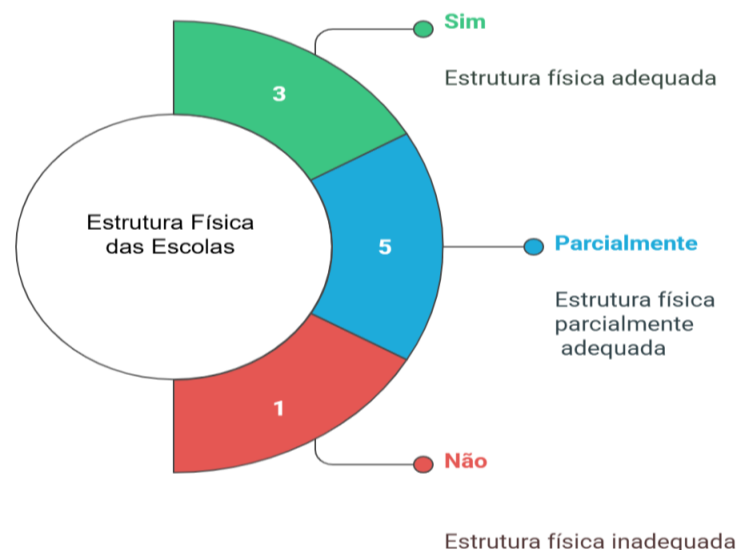 Sim
3
Estrutura física adequada
Estrutura Física
das Escolas
5
Parcialmente
Estrutura física
parcialmente
adequada
1
Não
Estrutura física inadequada